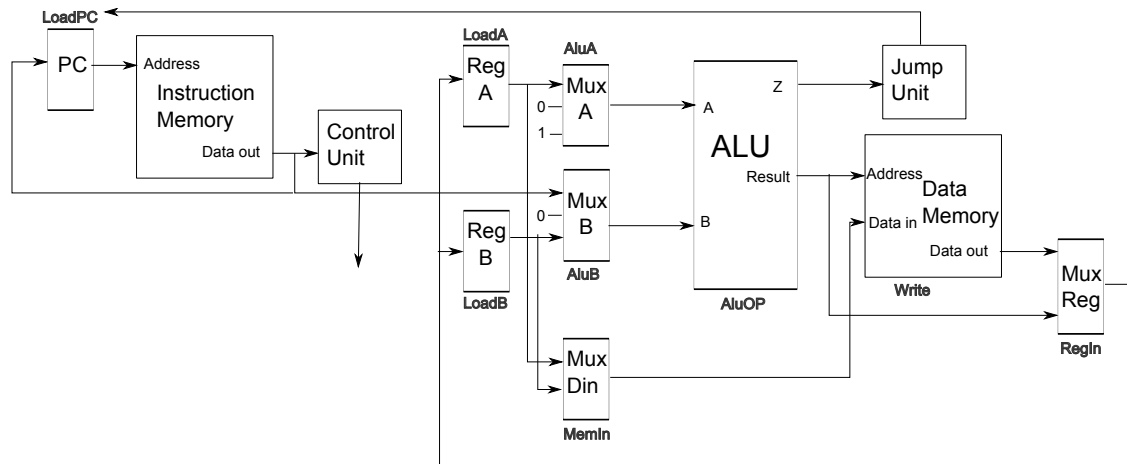 LoadPC
PC
Address
Instruction
Memory
Data out
Control
Unit
LoadA
Reg
A
AluA
Mux
A
0
1
Mux
B
0
AluB
Reg
B
LoadB
Mux
Din
MemIn
A
Z
ALU
Result
B
AluOP
Jump
Unit
Address
Data
Memory
Data in
Data out
Write
Mux
Reg
RegIn